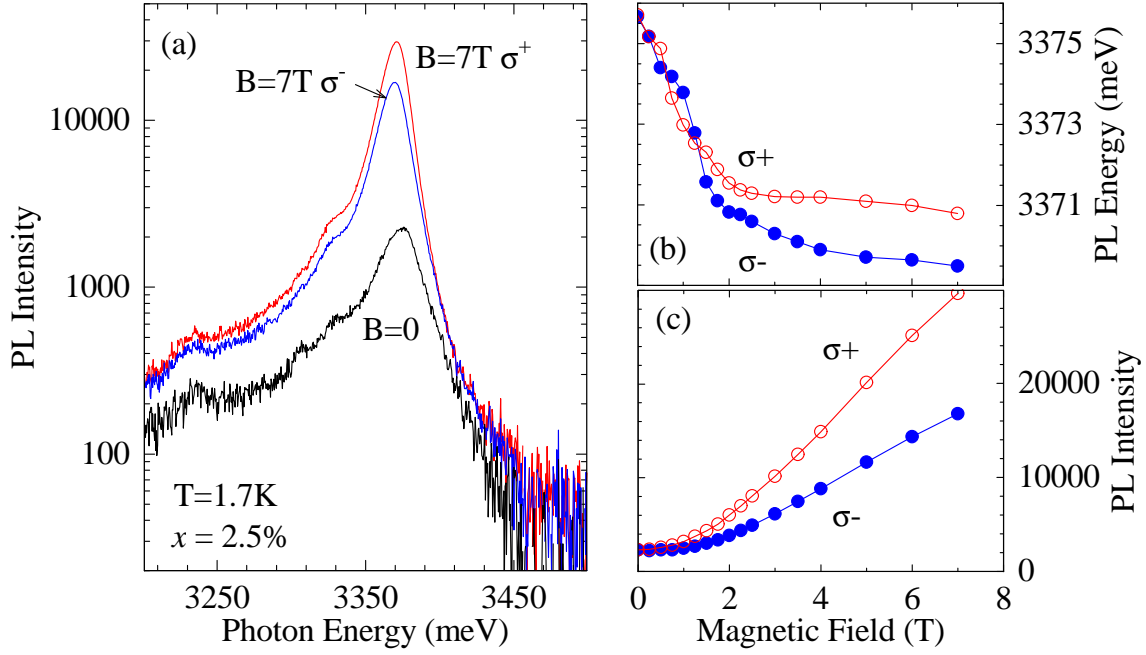 (a)
B=7T σ⁻
B=7T σ⁺
B=0
T=1.7K
x = 2.5%
10000
1000
100
PL Intensity
3250
3350
3450
Photon Energy (meV)
(b)
σ+
σ-
3375
3373
3371
PL Energy (meV)
(c)
σ+
σ-
20000
10000
0
PL Intensity
0
2
4
6
8
Magnetic Field (T)